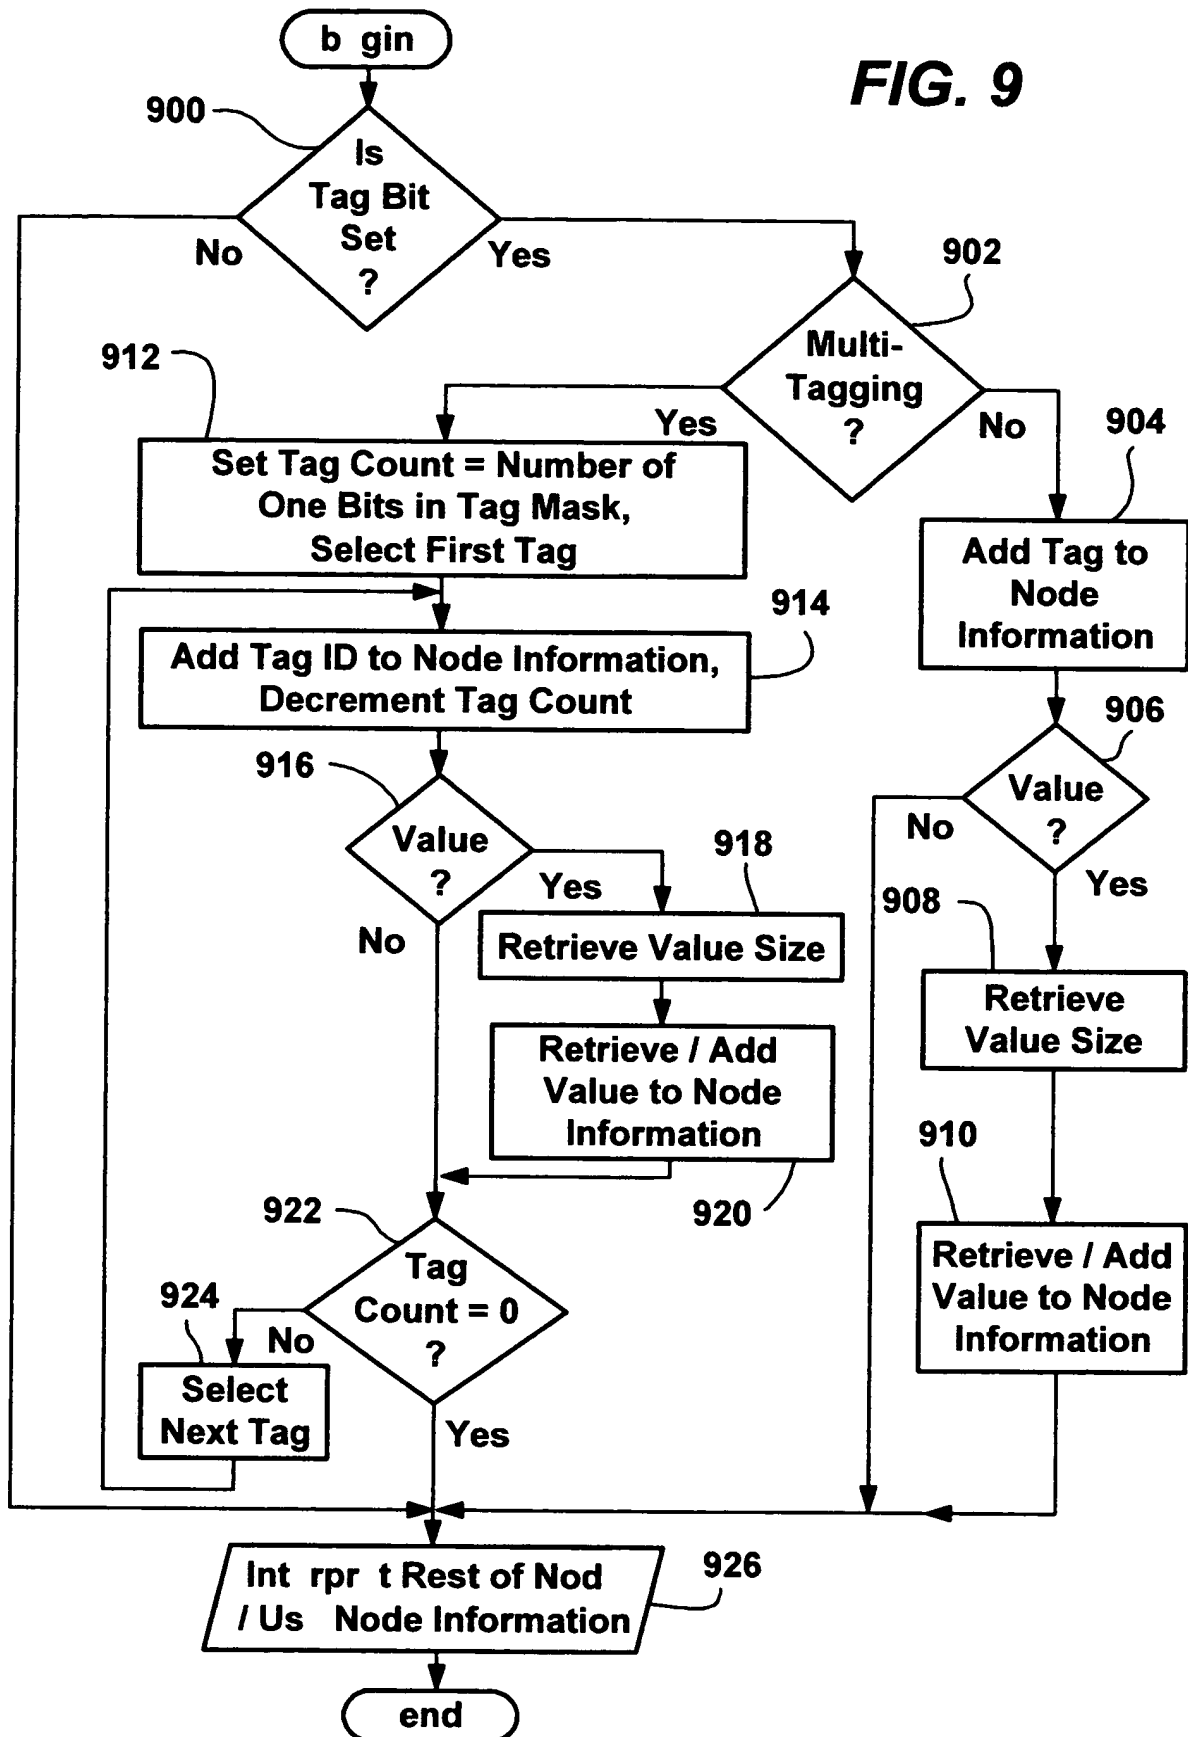 b gin
FIG. 9
900
Is
Tag Bit
Set
?
No
Yes
902
Multi-
Tagging
?
Yes
No
912
Set Tag Count = Number of
One Bits in Tag Mask,
Select First Tag
904
Add Tag to
Node
Information
914
Add Tag ID to Node Information,
Decrement Tag Count
906
Value
?
No
Yes
916
Value
?
Yes
No
918
Retrieve Value Size
908
Retrieve
Value Size
Retrieve / Add
Value to Node
Information
920
910
Retrieve / Add
Value to Node
Information
922
Tag
Count = 0
?
No
Yes
924
Select
Next Tag
Int rpr t Rest of Nod
/ Us Node Information
926
end